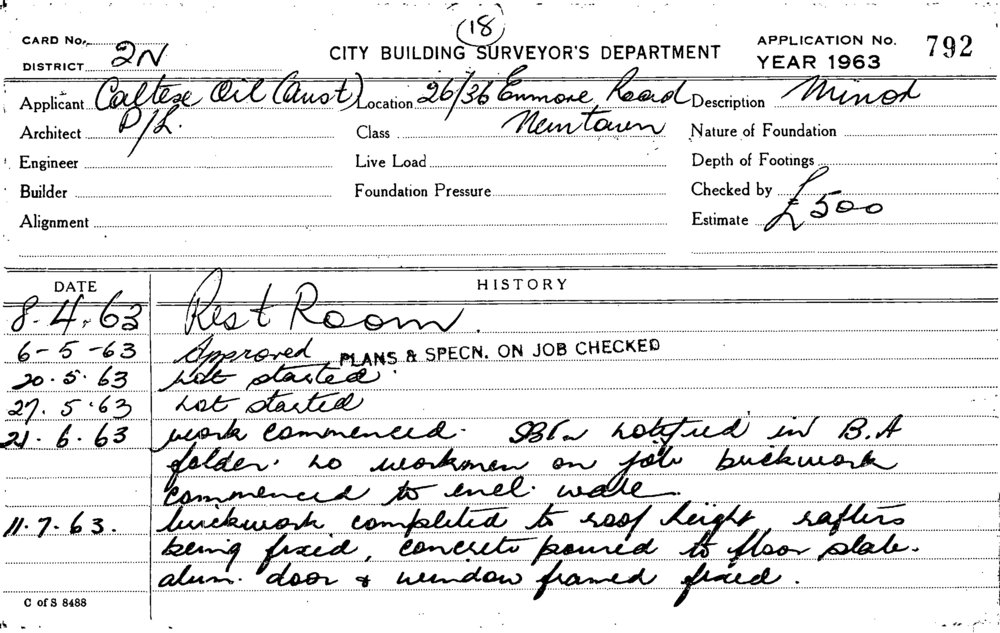 18
CARD No. CITY BUILDING SURVEYOR'S DEPARTMENT APPLICATION No. 792
DISTRICT 2N YEAR 1963
Applicant Caltex Oil (Aust) Location 26/36 Enmore Road Description Minor
Architect P/L. Class Newtown Nature of Foundation
Engineer Live Load Depth of Footings
Builder Foundation Pressure Checked by
Alignment Estimate £500
DATE HISTORY
8.4.63 Rest Room.
6-5-63 Approved PLANS & SPECN. ON JOB CHECKED
20.5.63 not started.
27.5.63 not started
21.6.63 work commenced. notified in B.A
folder. no workmen on job brickwork
commenced to encl. walls.
11.7.63. brickwork completed to roof height, rafters
being fixed, concrete poured to floor slab.
alum. door & window frames fixed.
C of S 8488